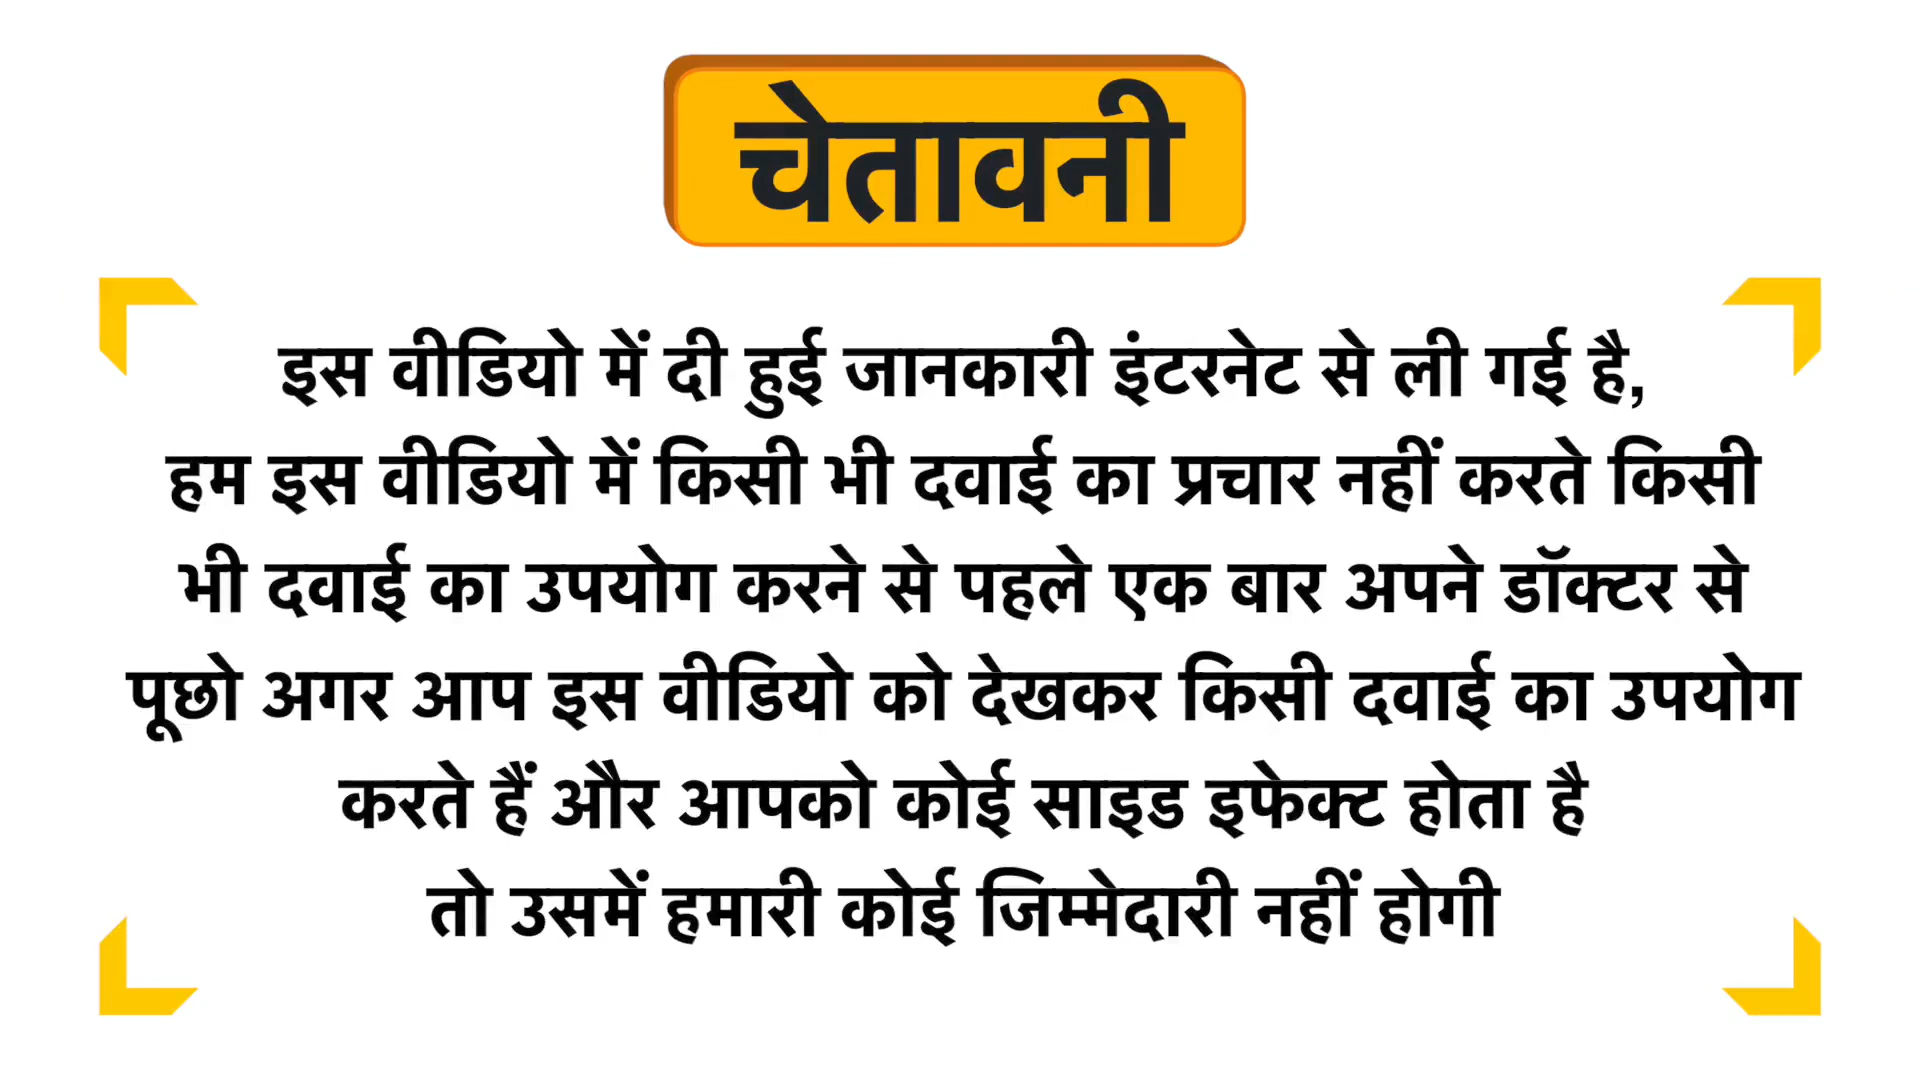 चेतावनी
इस वीडियो में दी हुई जानकारी इंटरनेट से ली गई है,
हम इस वीडियो में किसी भी दवाई का प्रचार नहीं करते किसी
भी दवाई का उपयोग करने से पहले एक बार अपने डॉक्टर से
पूछो अगर आप इस वीडियो को देखकर किसी दवाई का उपयोग
करते हैं और आपको कोई साइड इफेक्ट होता है
तो उसमें हमारी कोई जिम्मेदारी नहीं होगी